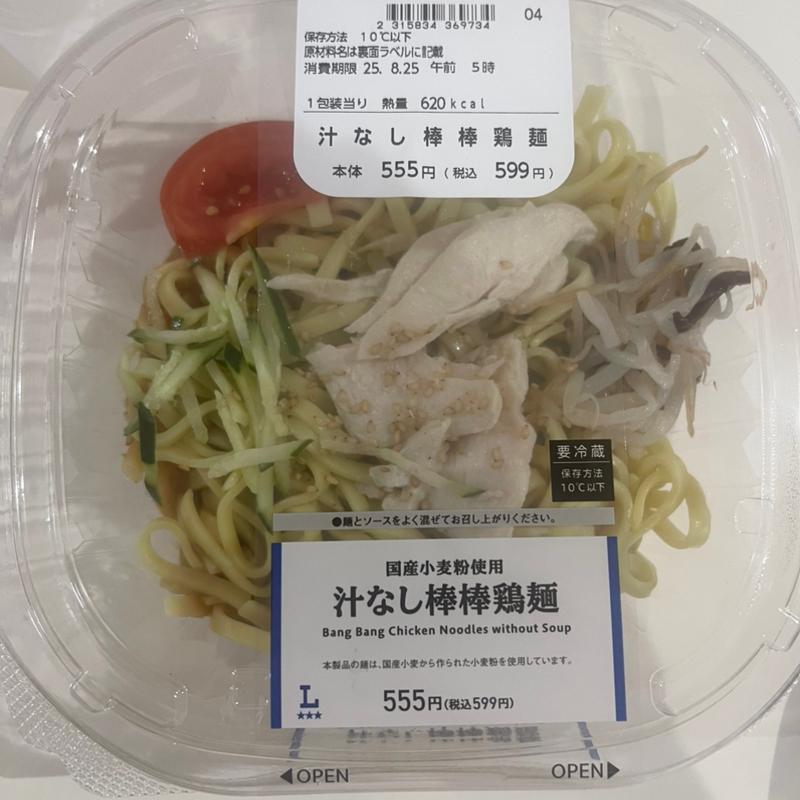 2 315834 369734
04
保存方法 10℃以下
原材料名は裏面ラベルに記載
消費期限 25. 8.25 午前 5時
1包装当り 熱量 620kcal
汁なし棒棒鶏麺
本体 555円(税込 599円)
要冷蔵
保存方法
10℃以下
●麺とソースをよく混ぜてお召し上がりください。
国産小麦粉使用
汁なし棒棒鶏麺
Bang Bang Chicken Noodles without Soup
本製品の麺は、国産小麦から作られた小麦粉を使用しています。
L
★★★
555円(税込599円)
◀OPEN
OPEN▶